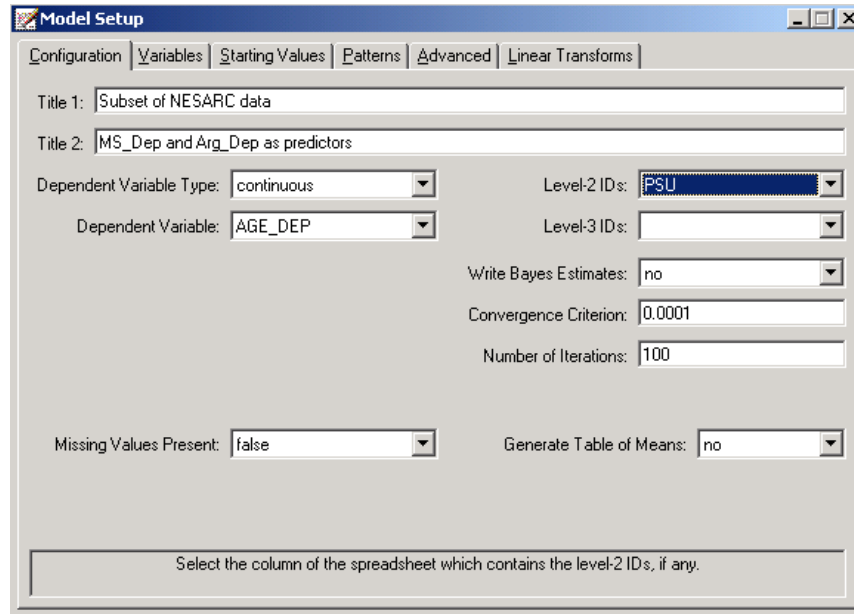 Model Setup
Configuration Variables Starting Values Patterns Advanced Linear Transforms
Title 1: Subset of NESARC data
Title 2: MS_Dep and Arg_Dep as predictors
Dependent Variable Type: continuous Level-2 IDs: PSU
Dependent Variable: AGE_DEP Level-3 IDs:
Write Bayes Estimates: no
Convergence Criterion: 0.0001
Number of Iterations: 100
Missing Values Present: false Generate Table of Means: no
Select the column of the spreadsheet which contains the level-2 IDs, if any.